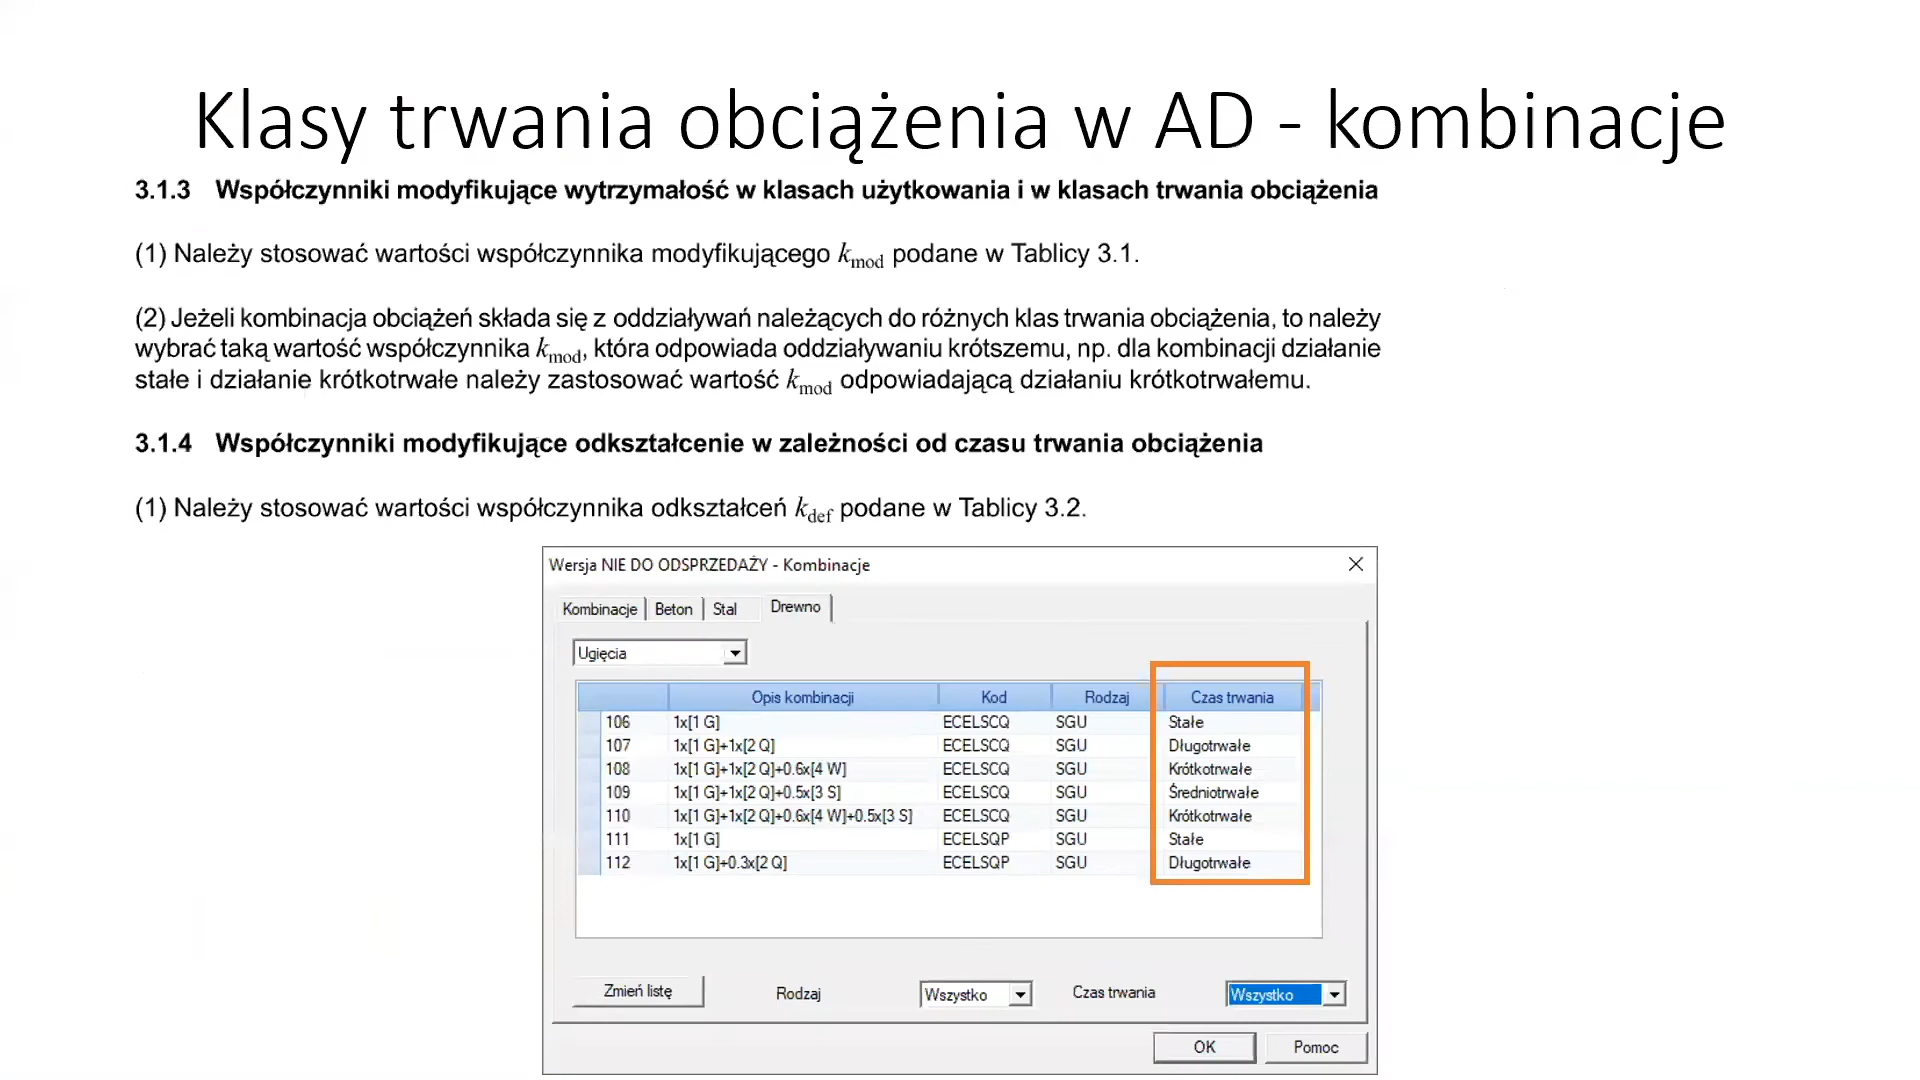 Klasy trwania obciążenia w AD - kombinacje
3.1.3 Współczynniki modyfikujące wytrzymałość w klasach użytkowania i w klasach trwania obciążenia
(1) Należy stosować wartości współczynnika modyfikującego kmod podane w Tablicy 3.1.
(2) Jeżeli kombinacja obciążeń składa się z oddziaływań należących do różnych klas trwania obciążenia, to należy
wybrać taką wartość współczynnika kmod, która odpowiada oddziaływaniu krótszemu, np. dla kombinacji działanie
stałe i działanie krótkotrwałe należy zastosować wartość kmod odpowiadającą działaniu krótkotrwałemu.
3.1.4 Współczynniki modyfikujące odkształcenie w zależności od czasu trwania obciążenia
(1) Należy stosować wartości współczynnika odkształceń kdef podane w Tablicy 3.2.
Wersja NIE DO ODSPRZEDAŻY - Kombinacje
Kombinacje Beton Stal Drewno
Ugięcia
Opis kombinacji Kod Rodzaj Czas trwania
106 1x[1 G] ECELSCQ SGU Stałe
107 1x[1 G]+1x[2 Q] ECELSCQ SGU Długotrwałe
108 1x[1 G]+1x[2 Q]+0.6x[4 W] ECELSCQ SGU Krótkotrwałe
109 1x[1 G]+1x[2 Q]+0.5x[3 S] ECELSCQ SGU Średniotrwałe
110 1x[1 G]+1x[2 Q]+0.6x[4 W]+0.5x[3 S] ECELSCQ SGU Krótkotrwałe
111 1x[1 G] ECELSQP SGU Stałe
112 1x[1 G]+0.3x[2 Q] ECELSQP SGU Długotrwałe
Zmień listę Rodzaj Wszystko Czas trwania Wszystko
OK Pomoc